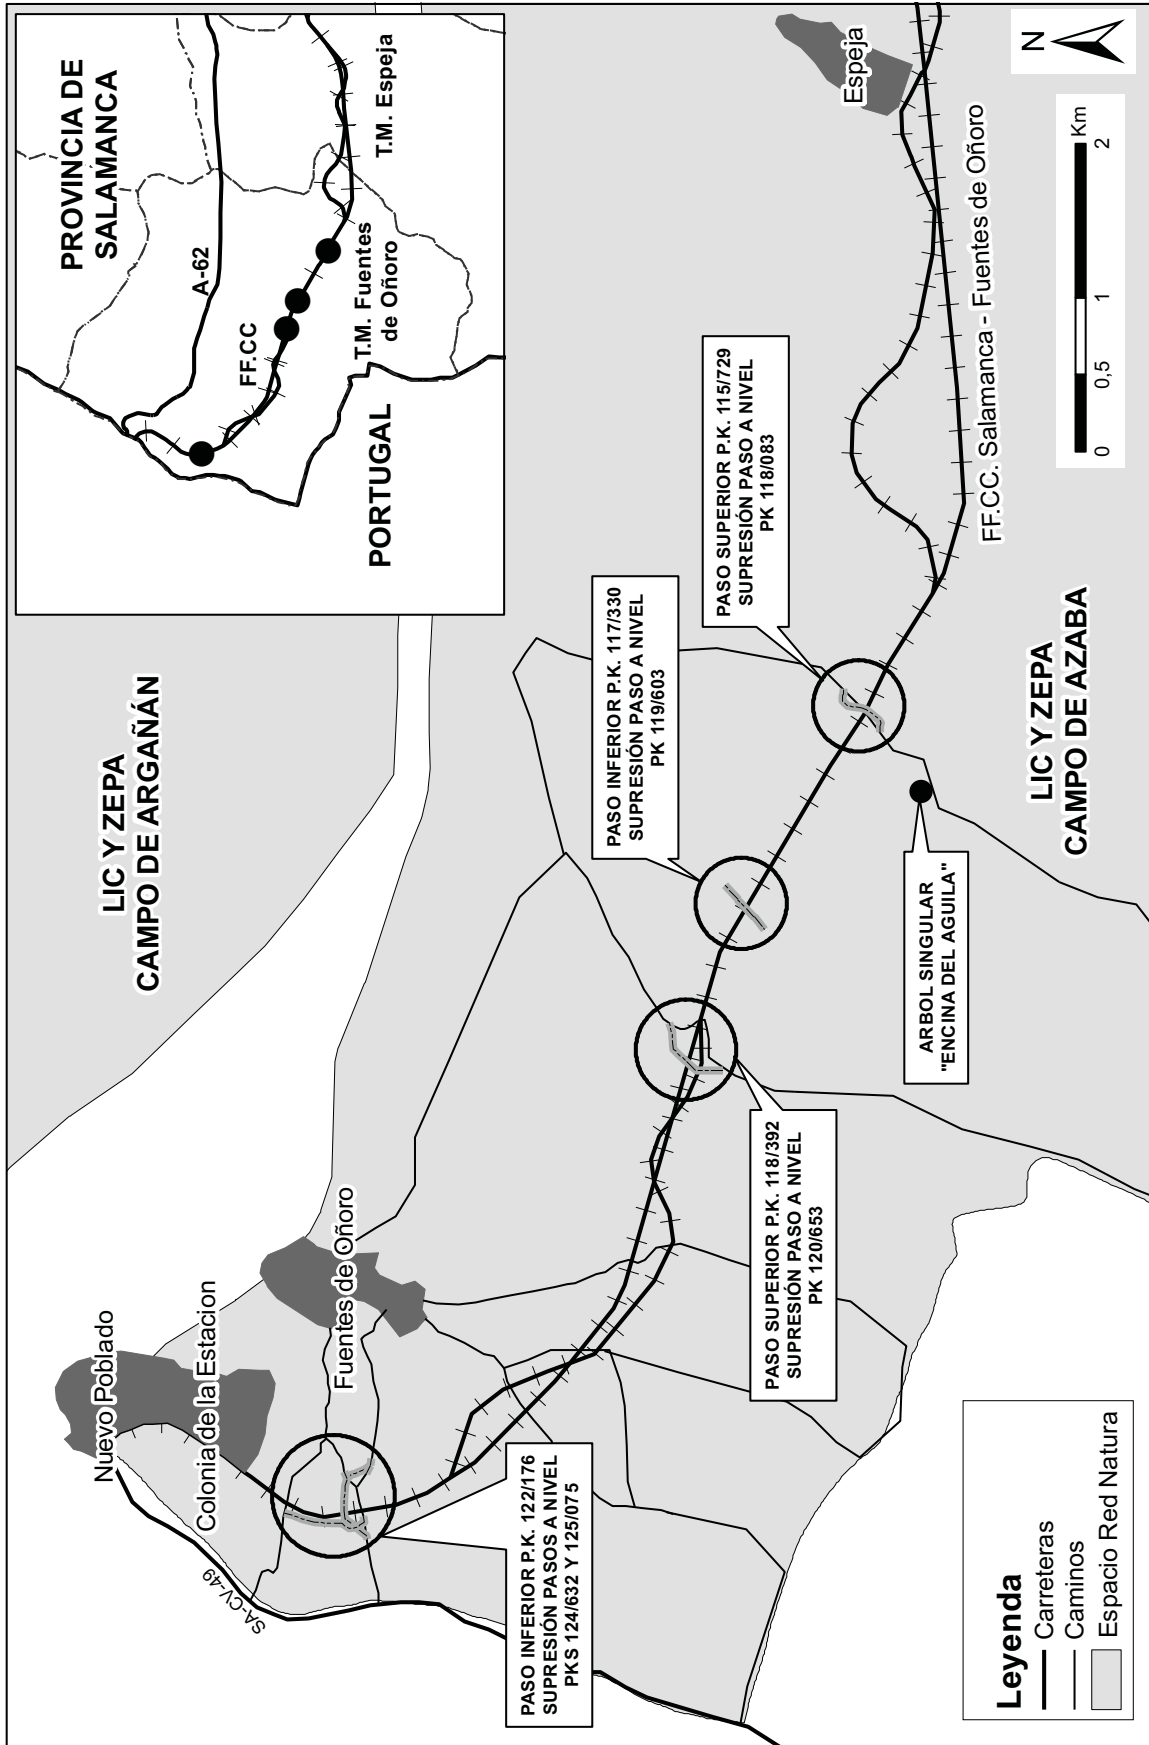 PROVINCIA DE
SALAMANCA
A-62
FF.CC
T.M. Espeja
T.M. Fuentes
de Oñoro
PORTUGAL
LIC Y ZEPA
CAMPO DE ARGAÑÁN
Nuevo Poblado
Colonia de la Estacion
Fuentes de Oñoro
SA-CV-49
Espeja
N
PASO INFERIOR P.K. 122/176
SUPRESIÓN PASOS A NIVEL
PKS 124/632 Y 125/075
PASO SUPERIOR P.K. 118/392
SUPRESIÓN PASO A NIVEL
PK 120/653
PASO INFERIOR P.K. 117/330
SUPRESIÓN PASO A NIVEL
PK 119/603
PASO SUPERIOR P.K. 115/729
SUPRESIÓN PASO A NIVEL
PK 118/083
ARBOL SINGULAR
"ENCINA DEL AGUILA"
FF.CC. Salamanca - Fuentes de Oñoro
LIC Y ZEPA
CAMPO DE AZABA
0 0,5 1 2 Km
Leyenda
Carreteras
Caminos
Espacio Red Natura